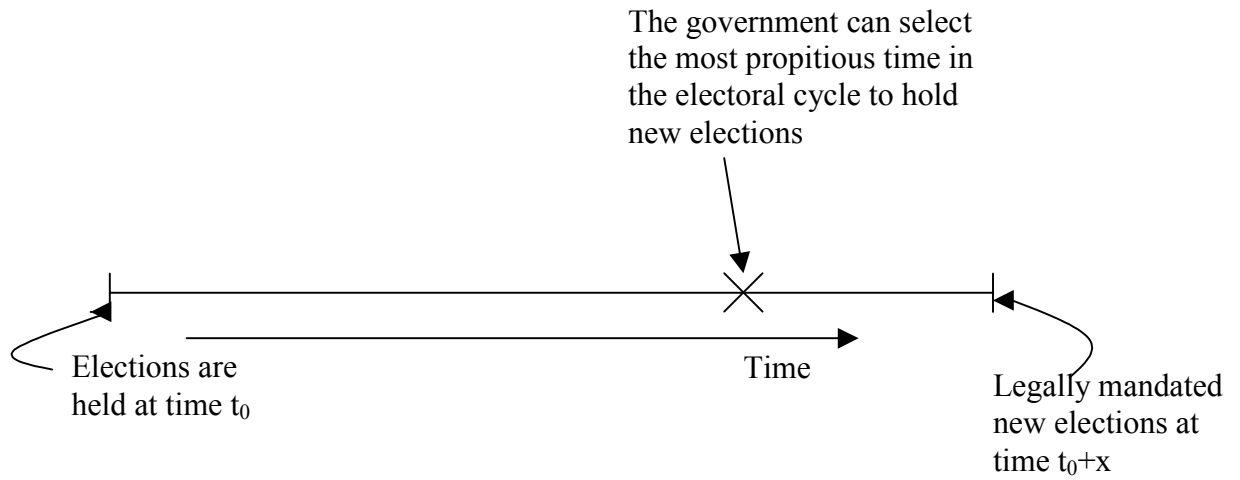 The government can select
the most propitious time in
the electoral cycle to hold
new elections
Elections are
held at time t₀
Time
Legally mandated
new elections at
time t₀+x